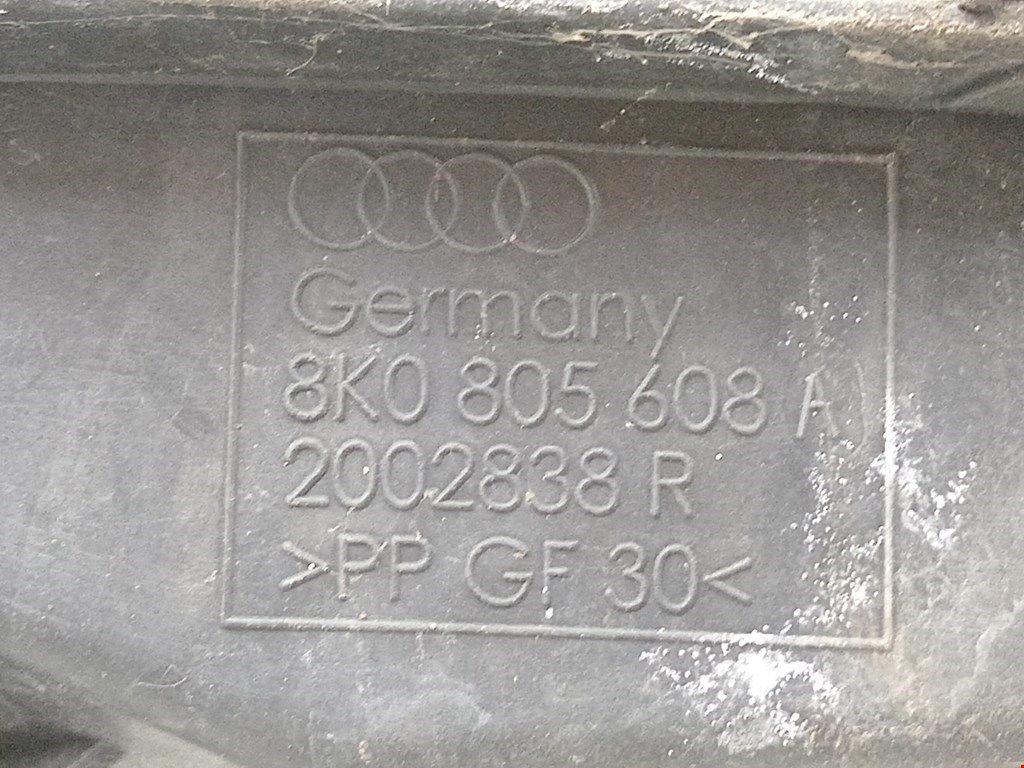 Germany
8K0 805 608 A
2002838 R
>PP GF 30<